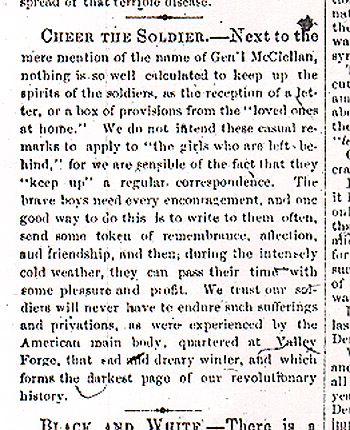 spread of that terrible disease.
CHEER THE SOLDIER.—Next to the
mere mention of the name of Gen'l McClellan,
nothing is so well calculated to keep up the
spirits of the soldiers, as the reception of a let-
ter, or a box of provisions from the "loved ones
at home." We do not intend these casual re-
marks to apply to "the girls who are left be-
hind," for we are sensible of the fact that they
"keep up" a regular correspondence. The
brave boys need every encouragement, and one
good way to do this is to write to them often,
send some token of remembrance, affection,
and friendship, and then, during the intensely
cold weather, they can pass their time with
some pleasure and profit. We trust our sol-
diers will never have to endure such sufferings
and privations, as were experienced by the
American main body, quartered at Valley
Forge, that sad and dreary winter, and which
forms the darkest page of our revolutionary
history.
BLACK AND WHITE.—There is a